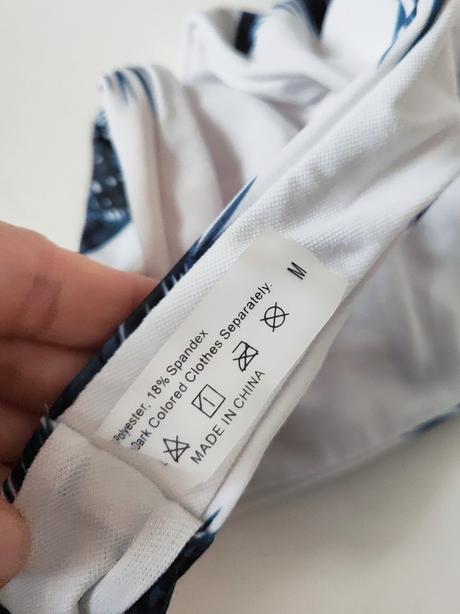 M
Polyester, 18% Spandex
Dark Colored Clothes Separately.
MADE IN CHINA